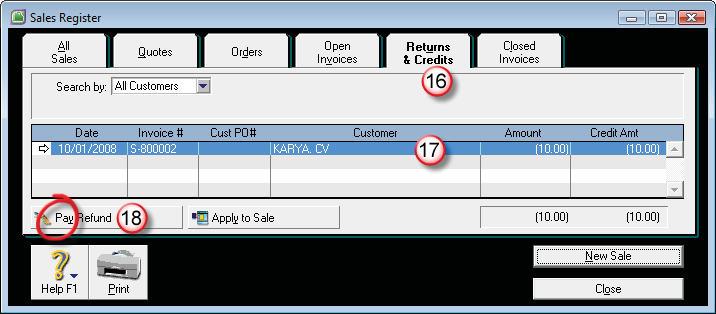 Sales Register
All Sales
Quotes
Orders
Open Invoices
Returns & Credits
Closed Invoices
16
Search by: All Customers
Date Invoice # Cust PO# Customer Amount Credit Amt
10/01/2008 S-800002 KARYA. CV (10.00) (10.00)
17
Pay Refund 18 Apply to Sale (10.00) (10.00)
Help F1 Print
New Sale
Close